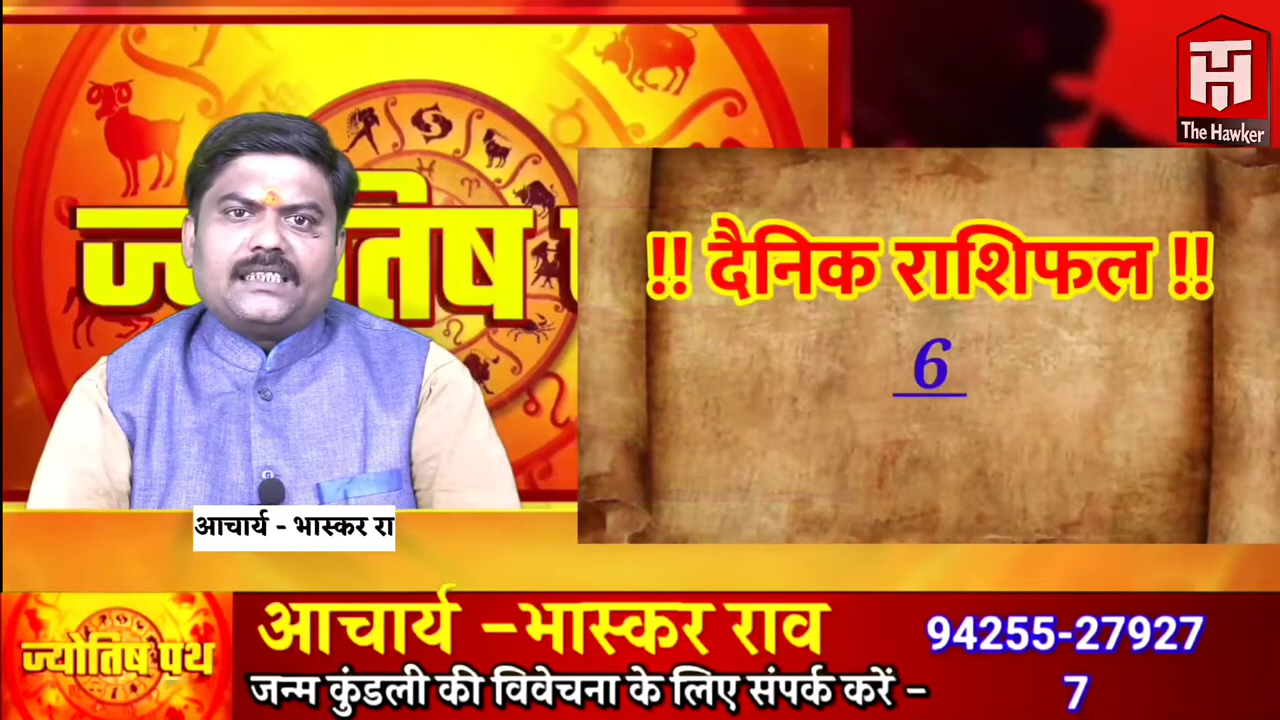 The Hawker
ज्योतिष
!! दैनिक राशिफल !!
6
आचार्य - भास्कर रा
ज्योतिष पथ
आचार्य -भास्कर राव
94255-27927
जन्म कुंडली की विवेचना के लिए संपर्क करें -
7